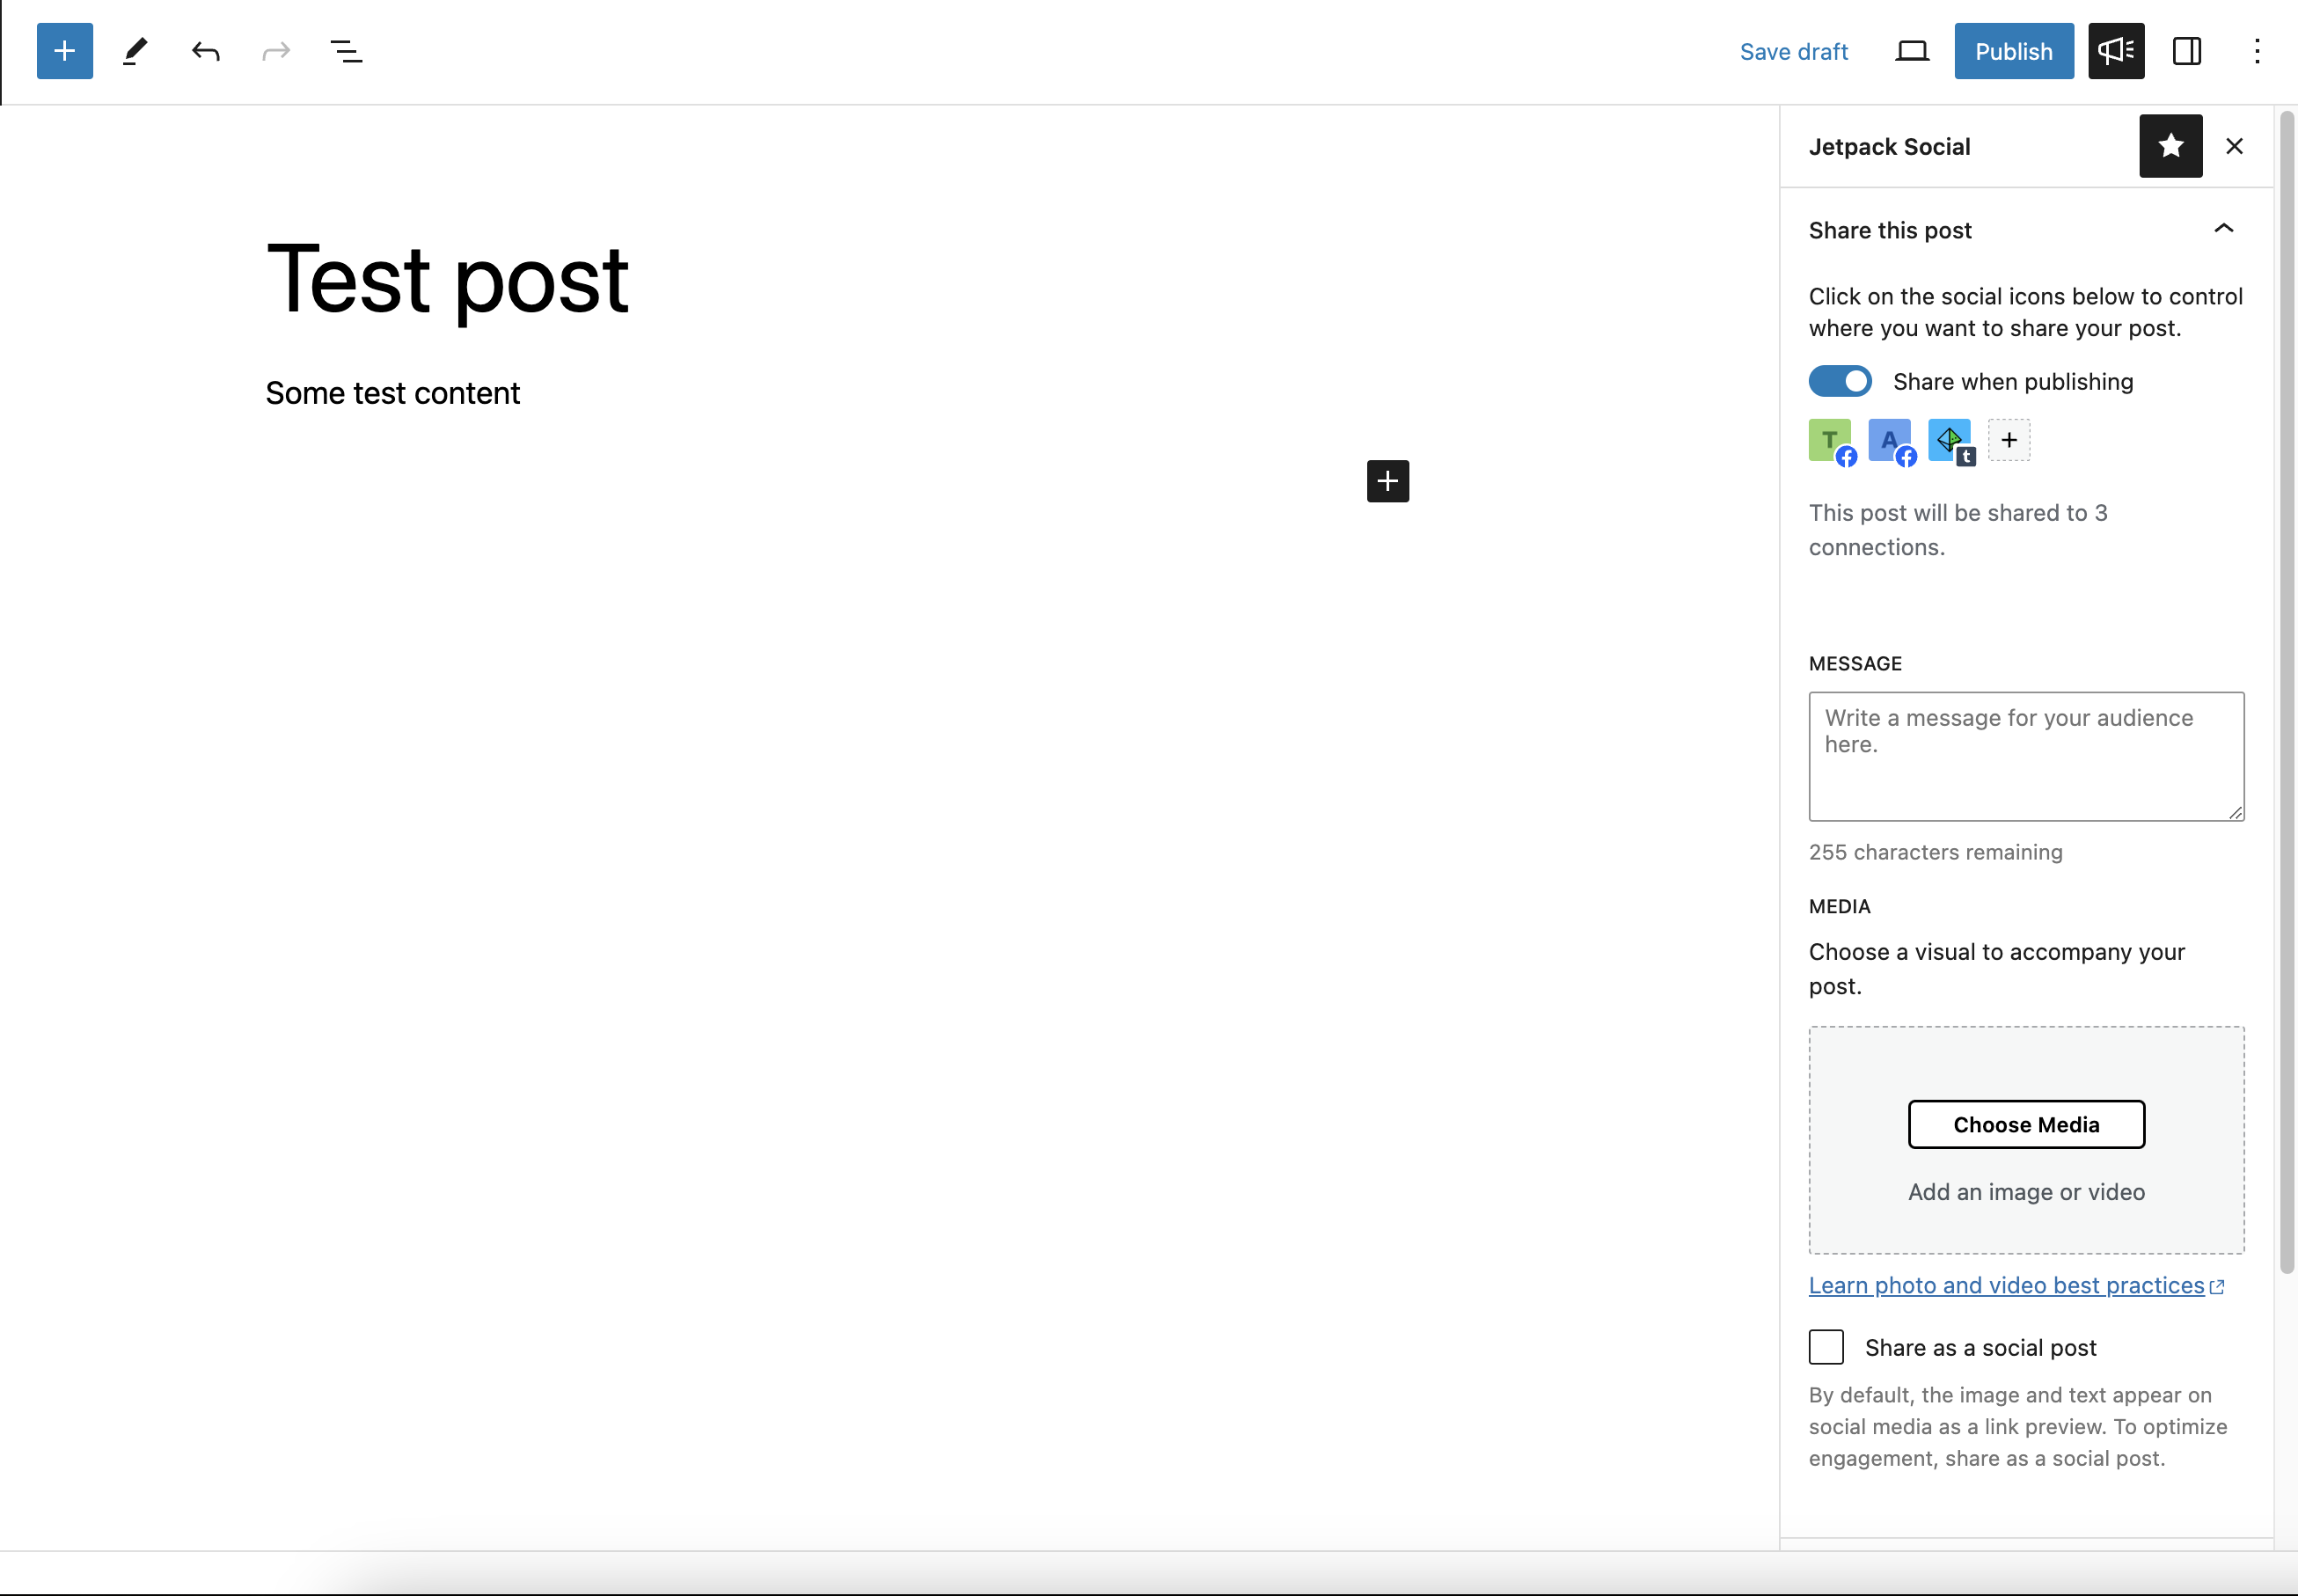 Save draft
Publish
Jetpack Social
Test post
Some test content
Share this post
Click on the social icons below to control
where you want to share your post.
Share when publishing
T
A
t
This post will be shared to 3
connections.
MESSAGE
Write a message for your audience
here.
255 characters remaining
MEDIA
Choose a visual to accompany your
post.
Choose Media
Add an image or video
Learn photo and video best practices
Share as a social post
By default, the image and text appear on
social media as a link preview. To optimize
engagement, share as a social post.